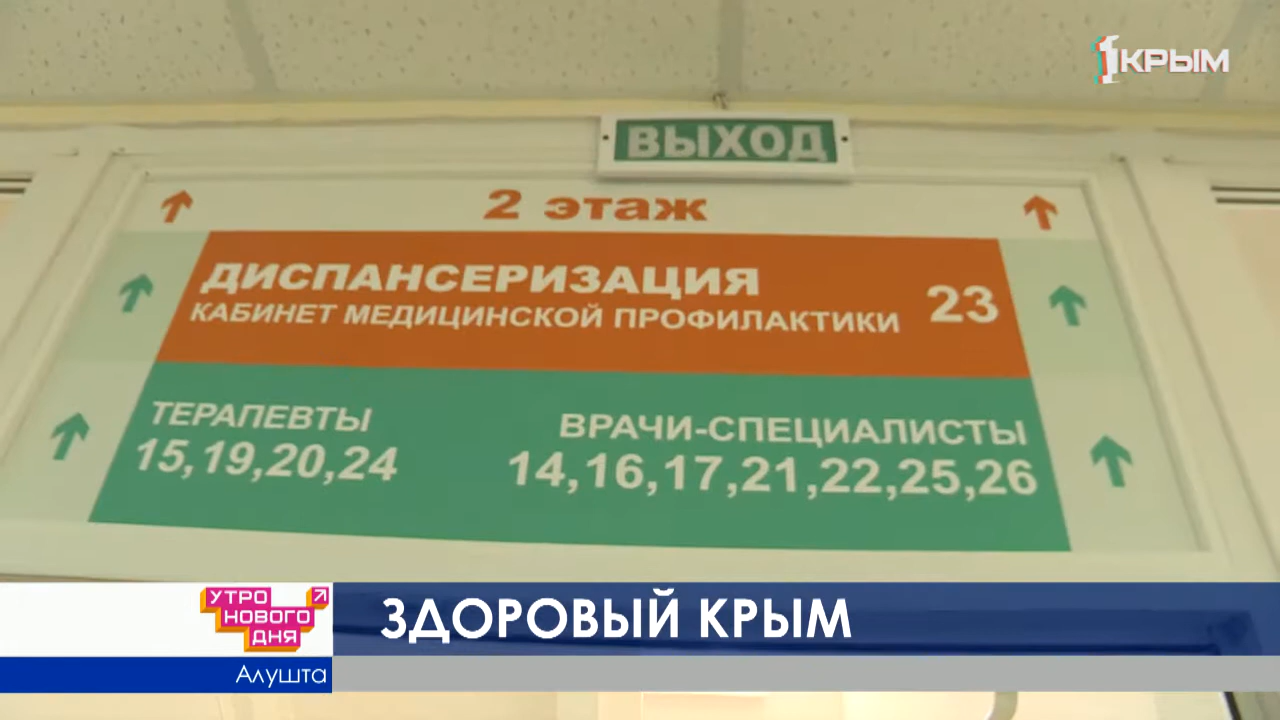 1КРЫМ
ВЫХОД
2 этаж
ДИСПАНСЕРИЗАЦИЯ
КАБИНЕТ МЕДИЦИНСКОЙ ПРОФИЛАКТИКИ
23
ТЕРАПЕВТЫ
15,19,20,24
ВРАЧИ-СПЕЦИАЛИСТЫ
14,16,17,21,22,25,26
УТРО
НОВОГО
ДНЯ
ЗДОРОВЫЙ КРЫМ
Алушта